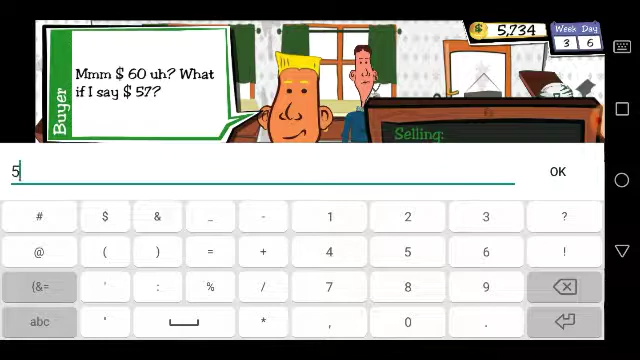 5,734
Week Day
3 6
Buyer
Mmm $ 60 uh? What
if I say $ 57?
Selling:
5
OK
# $ & _ - 1 2 3 ?
@ ( ) = + 4 5 6 !
{&= ' : % / 7 8 9
abc " * , 0 .